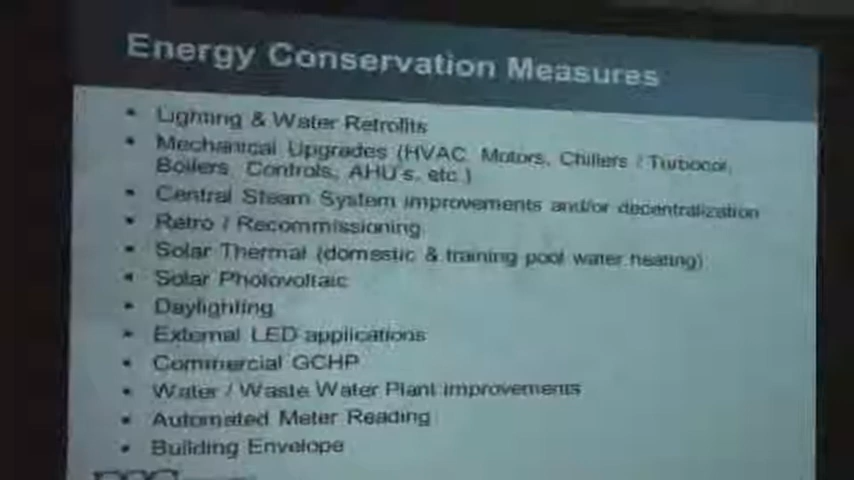 Energy Conservation Measures
• Lighting & Water Retrofits
• Mechanical Upgrades (HVAC, Motors, Chillers / Turbocor,
Boilers, Controls, AHU's, etc.)
• Central Steam System improvements and/or decentralization
• Retro / Recommissioning
• Solar Thermal (domestic & training pool water heating)
• Solar Photovoltaic
• Daylighting
• External LED applications
• Commercial GCHP
• Water / Waste Water Plant improvements
• Automated Meter Reading
• Building Envelope